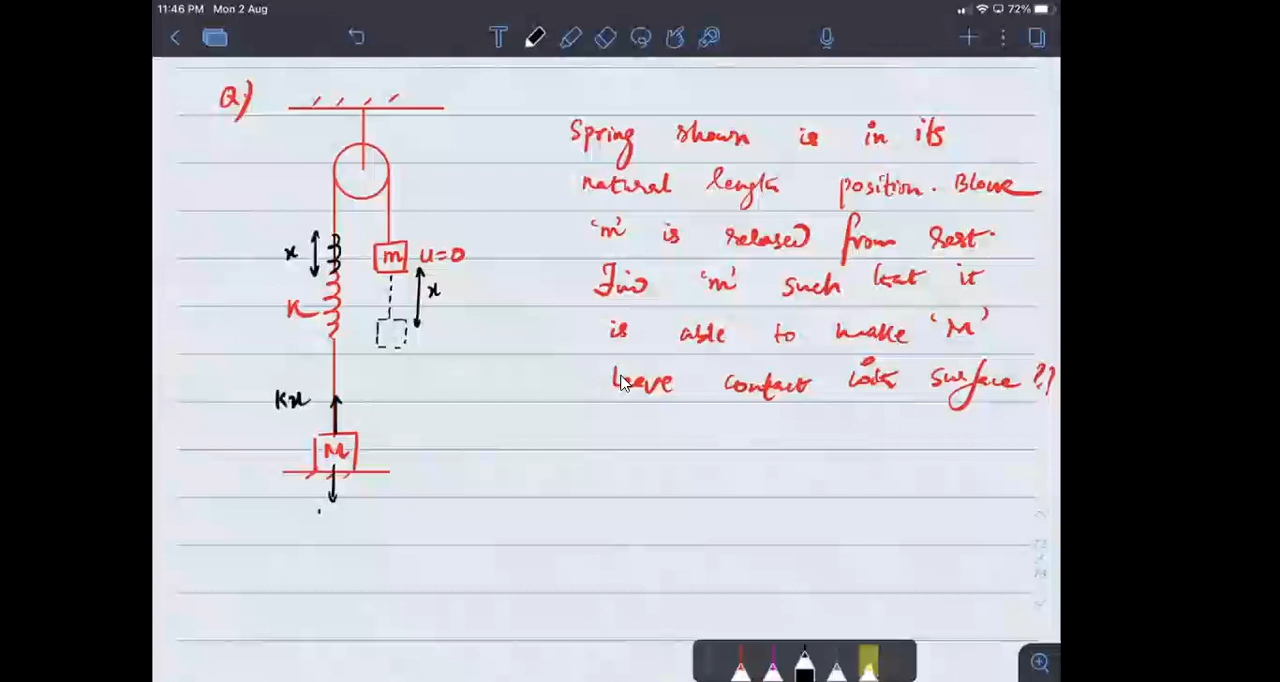 11:46 PM Mon 2 Aug
72%
Q)
Spring shown is in its
natural length position. Block
'm' is released from rest.
Find 'm' such that it
is able to make 'M'
leave contact with surface??
x
m u=0
x
K
Kx
M